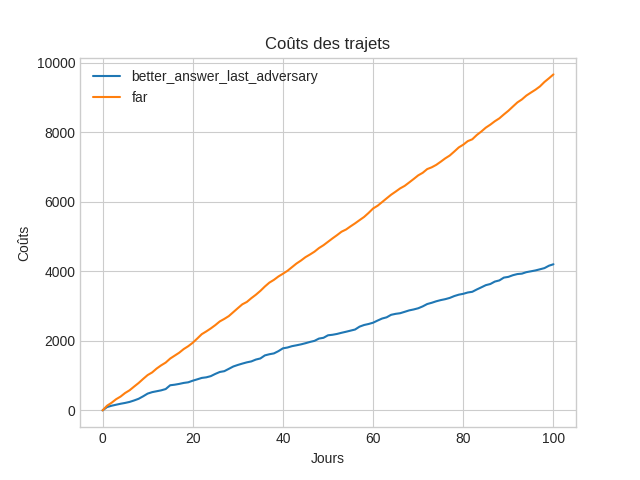 Coûts des trajets
better_answer_last_adversary
far
10000
8000
6000
4000
2000
0
Coûts
0 20 40 60 80 100
Jours